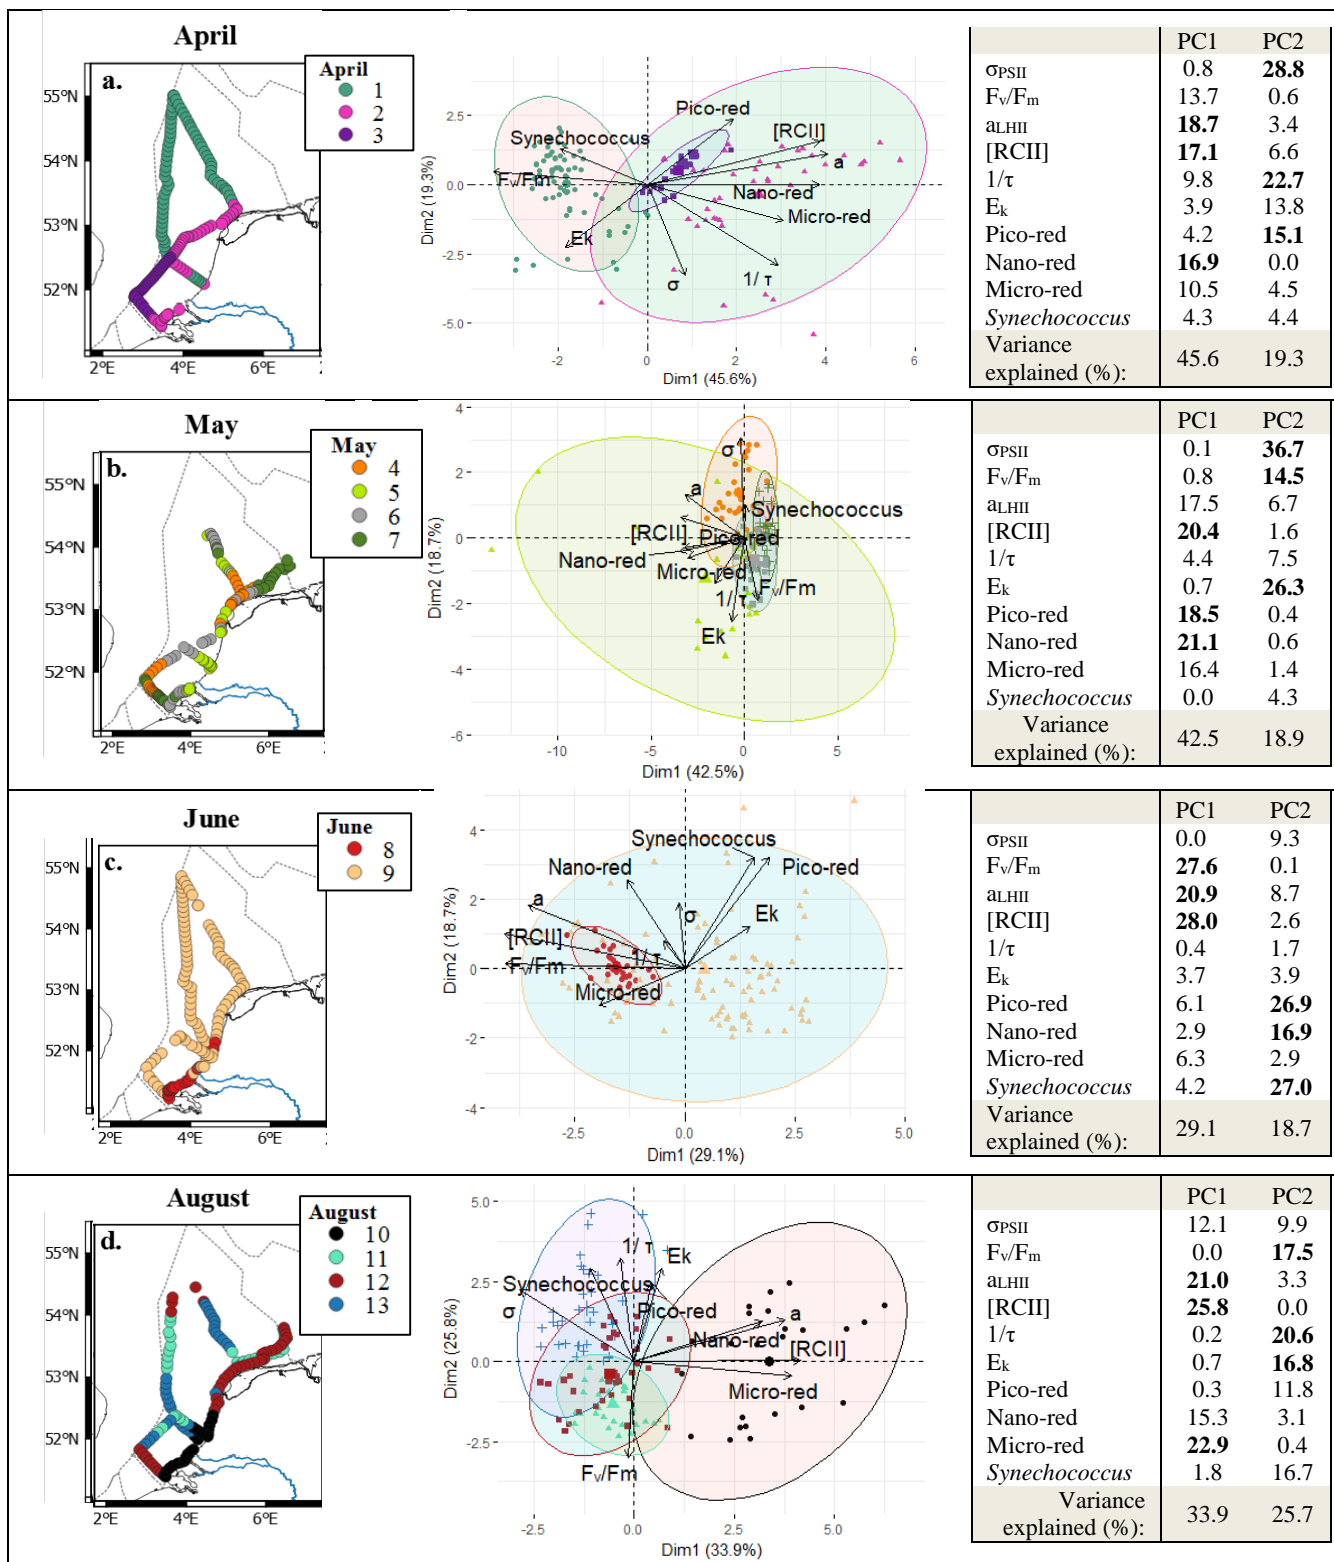 April
a.
April
1
2
3
55ºN
54ºN
53ºN
52ºN
2ºE
4ºE
6ºE
Dim2 (19.3%)
2.5
0.0
-2.5
-5.0
Pico-red
Synechococcus
[RCII]
a
Fv/Fm
Nano-red
Micro-red
Ek
σ
1/ τ
-2
0
2
4
6
Dim1 (45.6%)
PC1 PC2
σPSII 0.8 28.8
Fv/Fm 13.7 0.6
aLHII 18.7 3.4
[RCII] 17.1 6.6
1/τ 9.8 22.7
Ek 3.9 13.8
Pico-red 4.2 15.1
Nano-red 16.9 0.0
Micro-red 10.5 4.5
Synechococcus 4.3 4.4
Variance
explained (%): 45.6 19.3
May
b.
May
4
5
6
7
55ºN
54ºN
53ºN
52ºN
2ºE
4ºE
6ºE
Dim2 (18.7%)
4
2
0
-2
-4
-6
σ
a
Synechococcus
[RCII]
Pico-red
Nano-red
Micro-red
1/ τ
Fv/Fm
Ek
-10
-5
0
5
Dim1 (42.5%)
PC1 PC2
σPSII 0.1 36.7
Fv/Fm 0.8 14.5
aLHII 17.5 6.7
[RCII] 20.4 1.6
1/τ 4.4 7.5
Ek 0.7 26.3
Pico-red 18.5 0.4
Nano-red 21.1 0.6
Micro-red 16.4 1.4
Synechococcus 0.0 4.3
Variance
explained (%): 42.5 18.9
June
c.
June
8
9
55ºN
54ºN
53ºN
52ºN
2ºE
4ºE
6ºE
Dim2 (18.7%)
4
2
0
-2
-4
Synechococcus
Nano-red
Pico-red
a
σ
Ek
[RCII]
1/ τ
Fv/Fm
Micro-red
-2.5
0.0
2.5
5.0
Dim1 (29.1%)
PC1 PC2
σPSII 0.0 9.3
Fv/Fm 27.6 0.1
aLHII 20.9 8.7
[RCII] 28.0 2.6
1/τ 0.4 1.7
Ek 3.7 3.9
Pico-red 6.1 26.9
Nano-red 2.9 16.9
Micro-red 6.3 2.9
Synechococcus 4.2 27.0
Variance
explained (%): 29.1 18.7
August
d.
August
10
11
12
13
55ºN
54ºN
53ºN
52ºN
2ºE
4ºE
6ºE
Dim2 (25.8%)
5.0
2.5
0.0
-2.5
1/ τ
Ek
Synechococcus
σ
Pico-red
a
Nano-red
[RCII]
Micro-red
Fv/Fm
-2.5
0.0
2.5
5.0
Dim1 (33.9%)
PC1 PC2
σPSII 12.1 9.9
Fv/Fm 0.0 17.5
aLHII 21.0 3.3
[RCII] 25.8 0.0
1/τ 0.2 20.6
Ek 0.7 16.8
Pico-red 0.3 11.8
Nano-red 15.3 3.1
Micro-red 22.9 0.4
Synechococcus 1.8 16.7
Variance
explained (%): 33.9 25.7